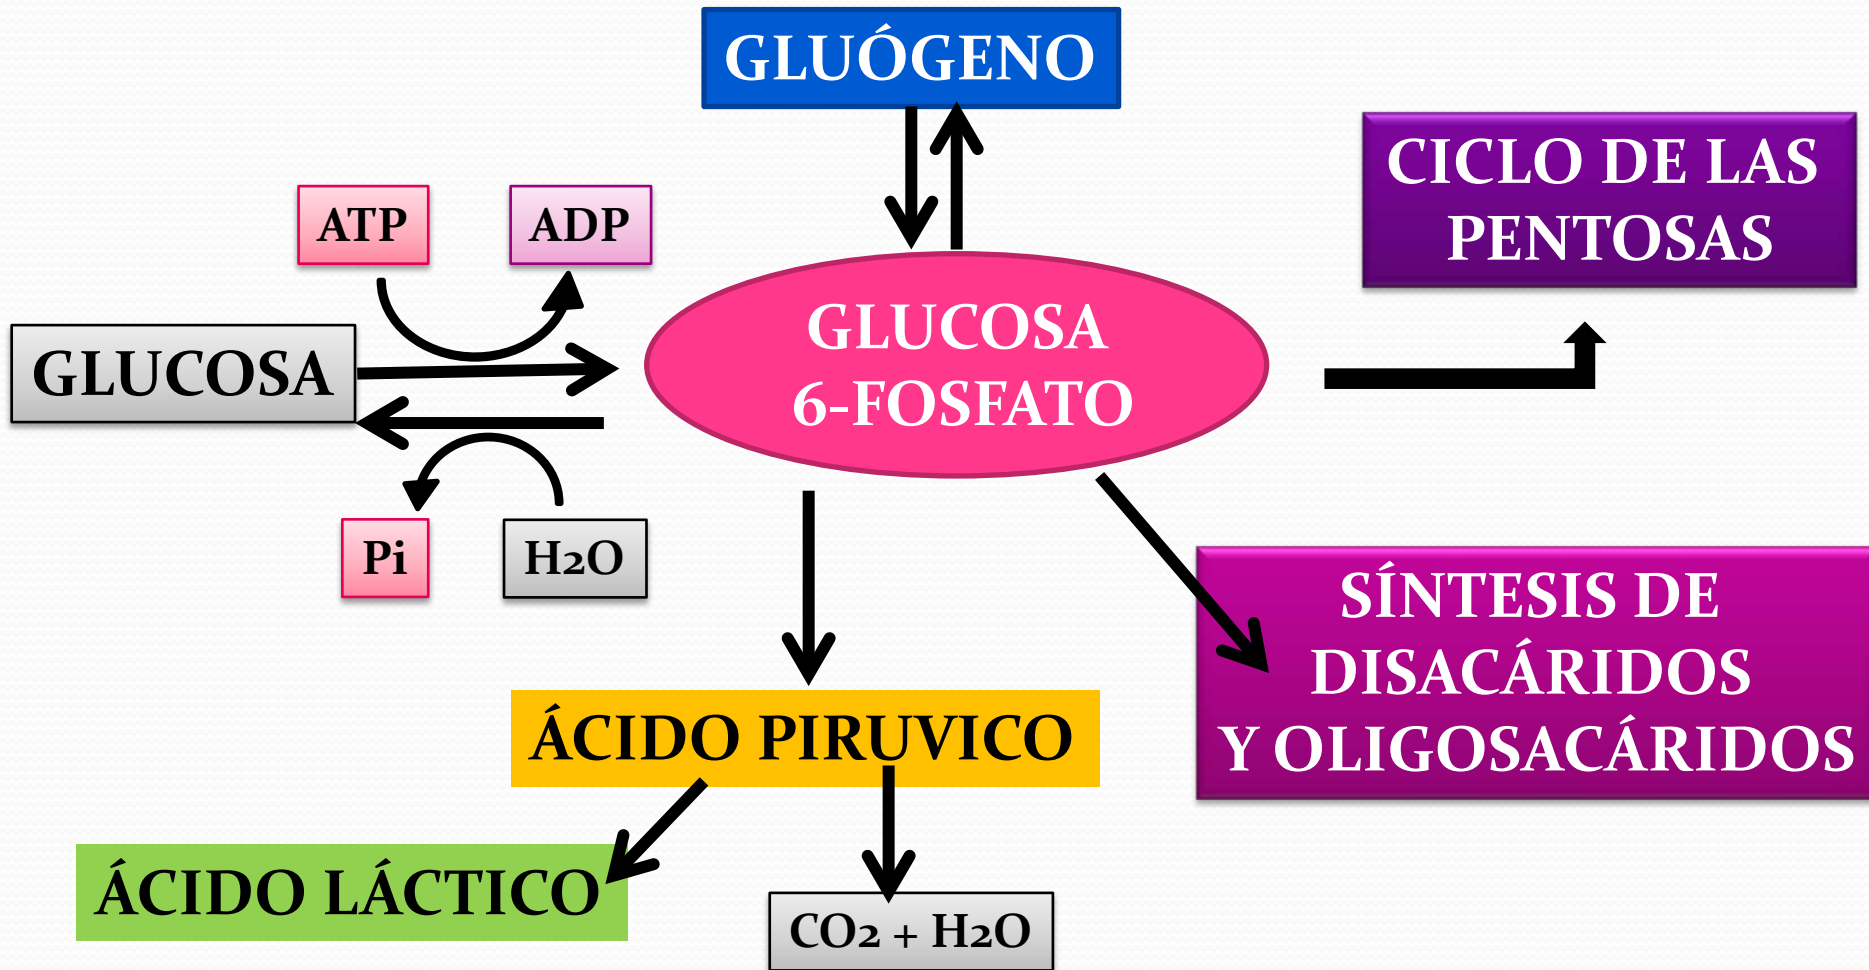 GLUÓGENO
CICLO DE LAS
PENTOSAS
ATP
ADP
GLUCOSA
GLUCOSA
6-FOSFATO
Pi
H2O
SÍNTESIS DE
DISACÁRIDOS
Y OLIGOSACÁRIDOS
ÁCIDO PIRUVICO
ÁCIDO LÁCTICO
CO2 + H2O